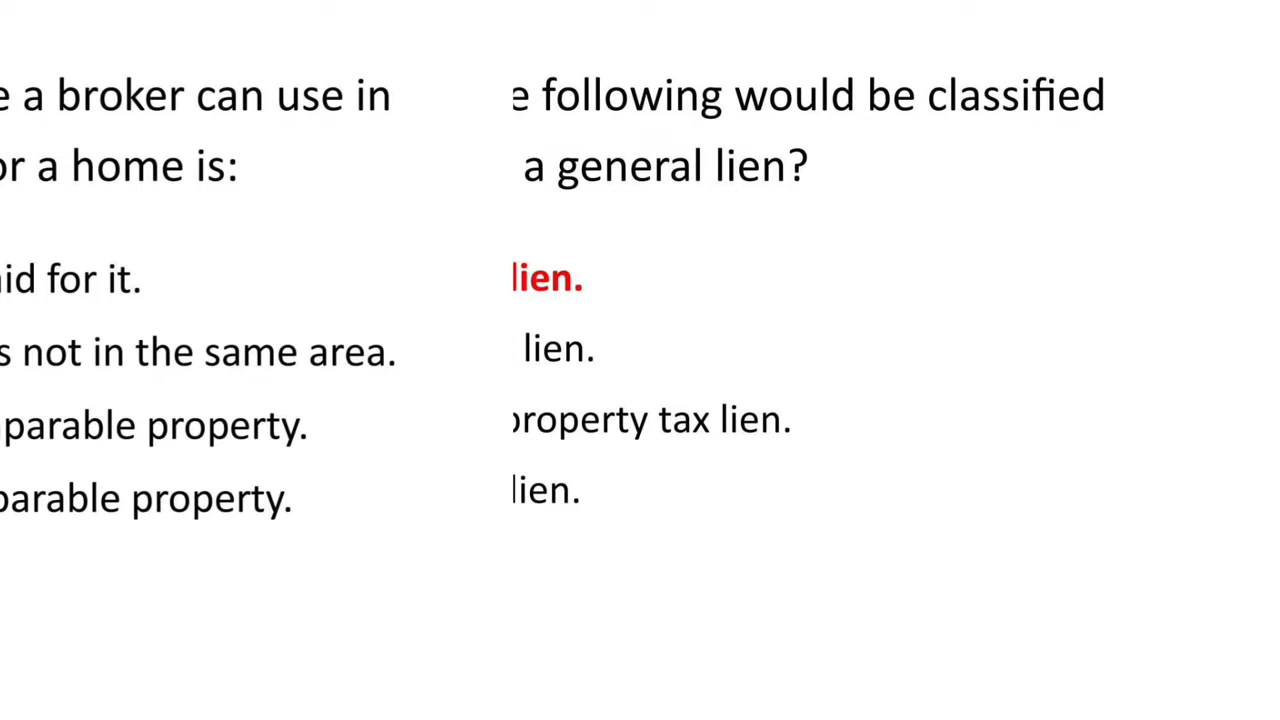 e a broker can use in
or a home is:
aid for it.
s not in the same area.
parable property.
parable property.
e following would be classified
a general lien?
lien.
lien.
property tax lien.
lien.